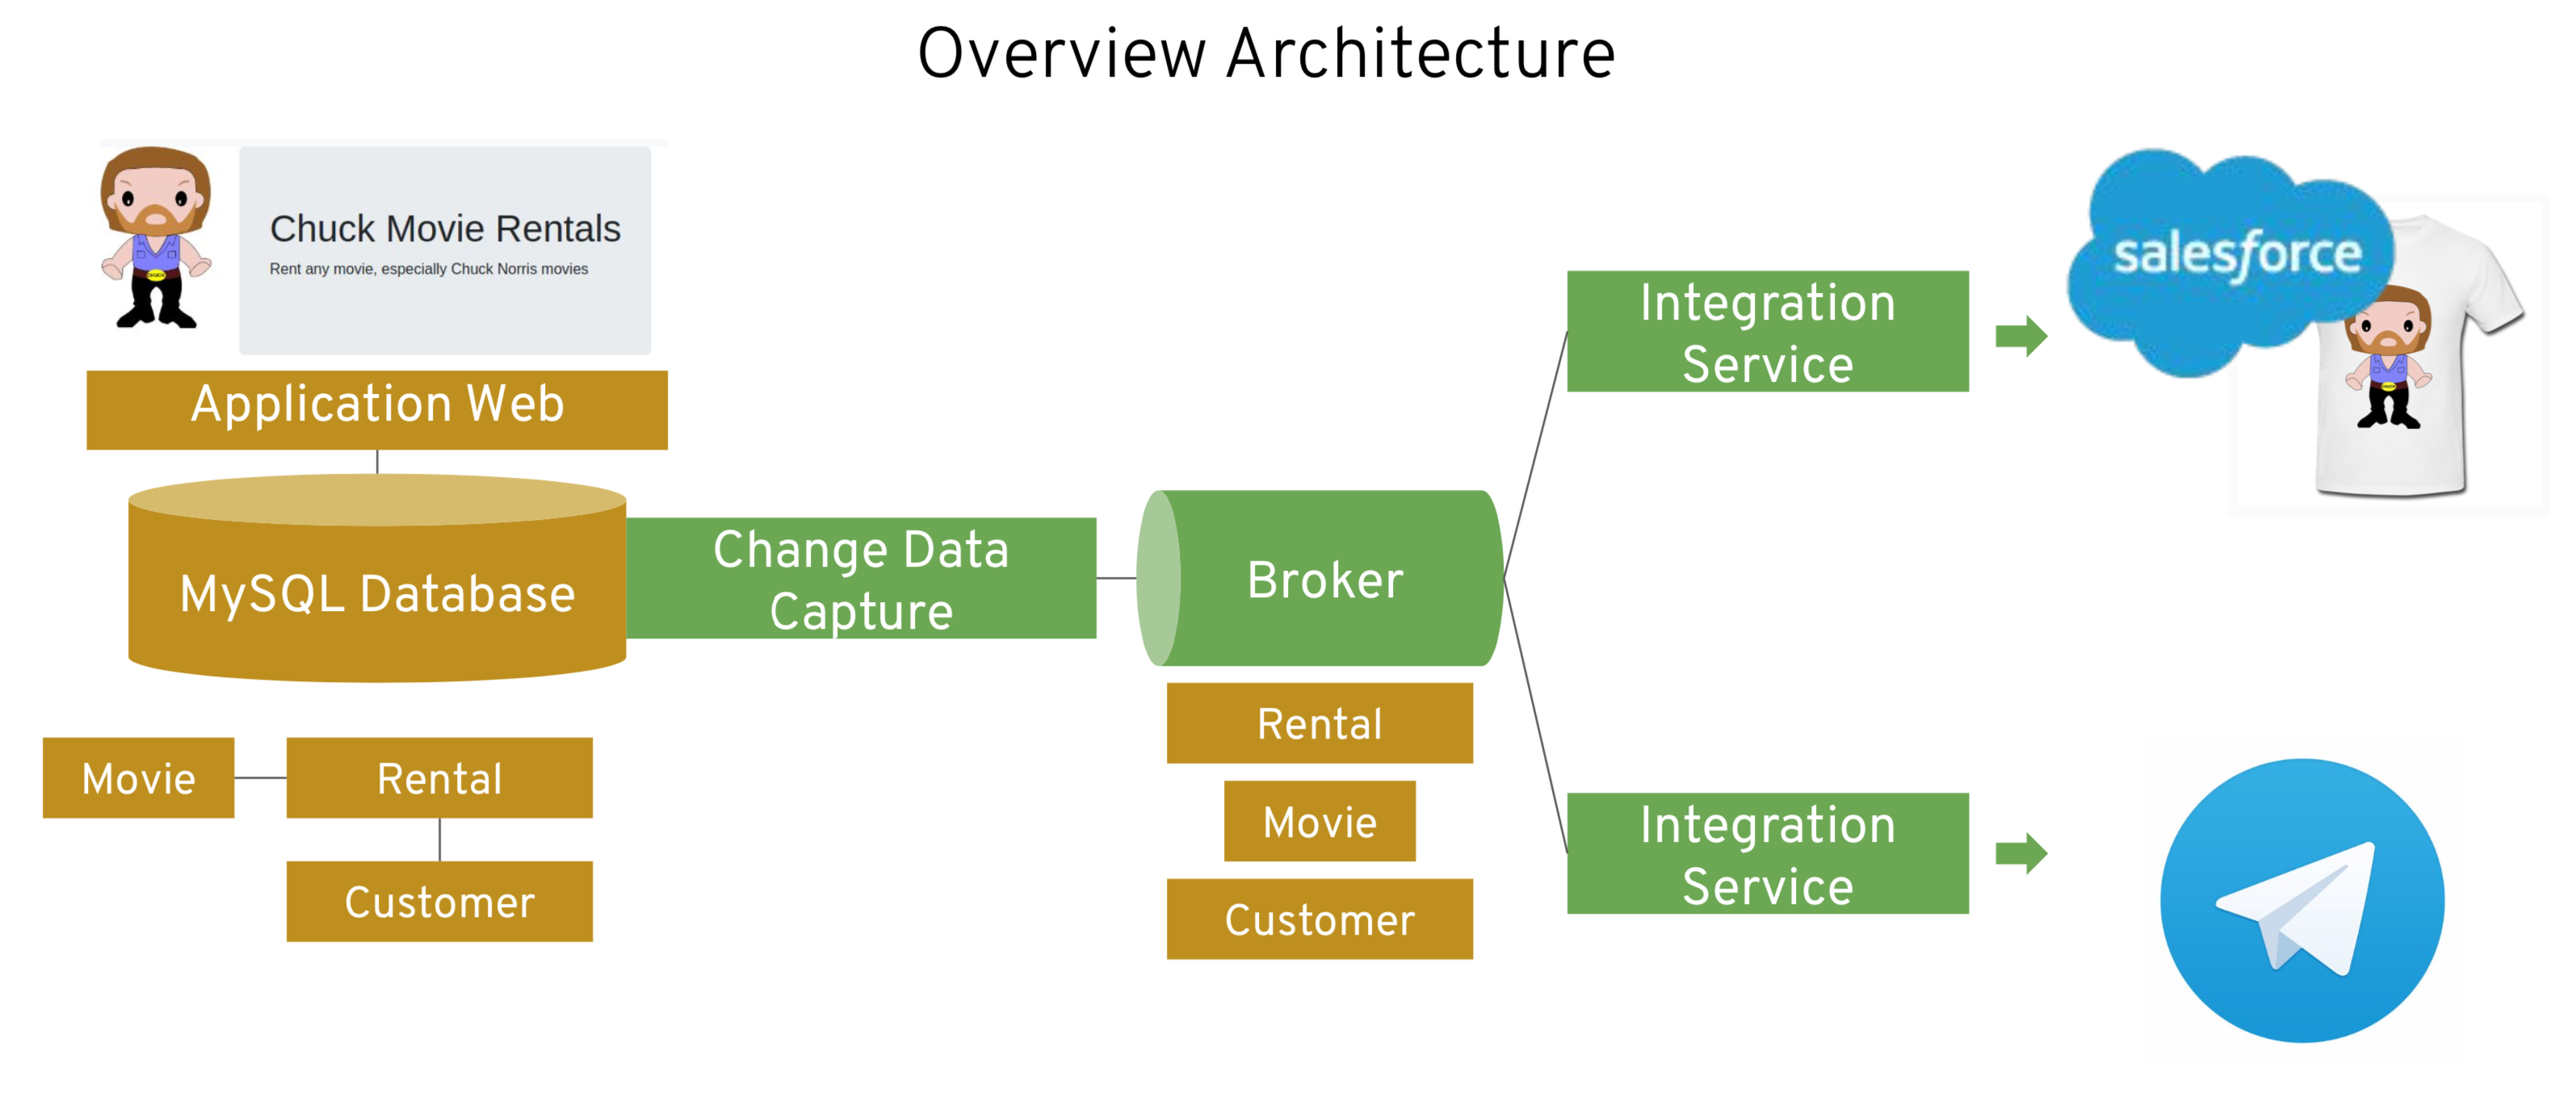 Overview Architecture
Chuck Movie Rentals
Rent any movie, especially Chuck Norris movies
Application Web
MySQL Database
Change Data
Capture
Broker
Integration
Service
salesforce
Movie
Rental
Customer
Rental
Movie
Customer
Integration
Service